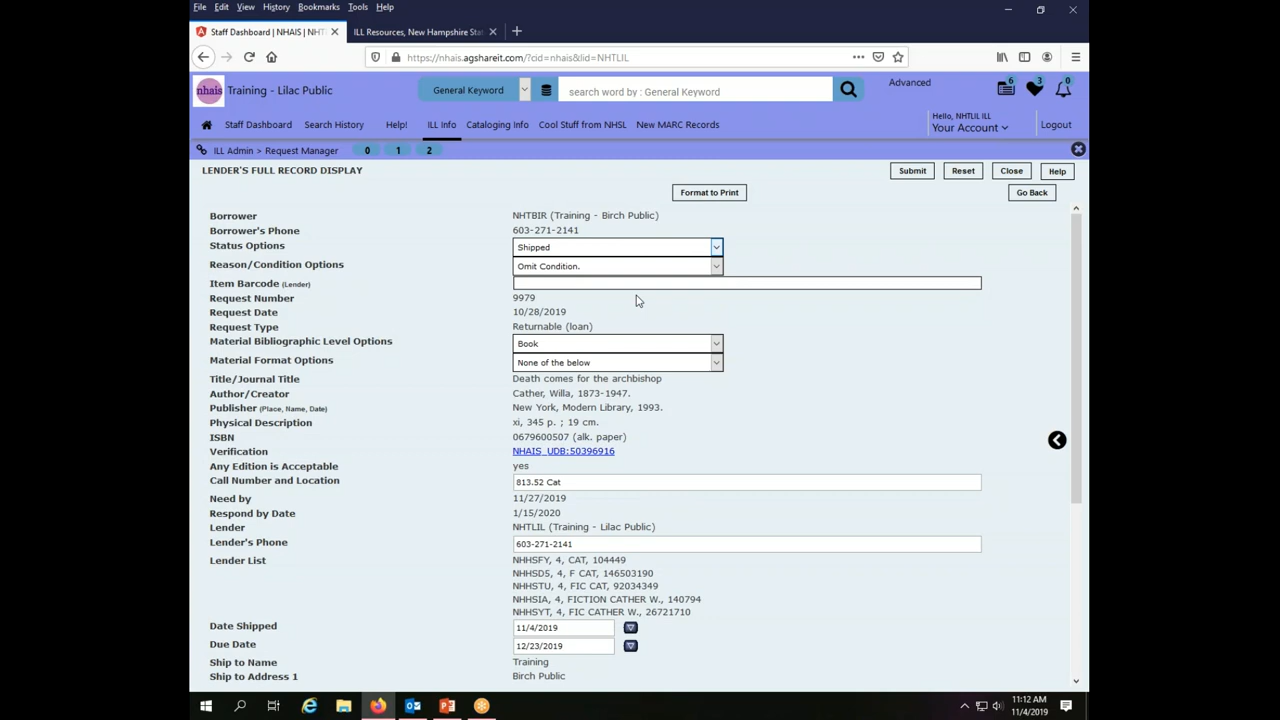 File Edit View History Bookmarks Tools Help
Staff Dashboard | NHAIS | NHT
ILL Resources, New Hampshire Sta
https://nhais.agshareit.com/?cid=nhais&lid=NHTLIL
nhais Training - Lilac Public
General Keyword
search word by : General Keyword
Advanced
6 3 0
Staff Dashboard Search History Help! ILL Info Cataloging Info Cool Stuff from NHSL New MARC Records
Hello, NHTLIL ILL
Your Account
Logout
ILL Admin > Request Manager 0 1 2
LENDER'S FULL RECORD DISPLAY
Submit Reset Close Help
Format to Print
Go Back
Borrower NHTBIR (Training - Birch Public)
Borrower's Phone 603-271-2141
Status Options Shipped
Reason/Condition Options Omit Condition.
Item Barcode (Lender)
Request Number 9979
Request Date 10/28/2019
Request Type Returnable (loan)
Material Bibliographic Level Options Book
Material Format Options None of the below
Title/Journal Title Death comes for the archbishop
Author/Creator Cather, Willa, 1873-1947.
Publisher (Place, Name, Date) New York, Modern Library, 1993.
Physical Description xi, 345 p. ; 19 cm.
ISBN 0679600507 (alk. paper)
Verification NHAIS_UDB:50396916
Any Edition is Acceptable yes
Call Number and Location 813.52 Cat
Need by 11/27/2019
Respond by Date 1/15/2020
Lender NHTLIL (Training - Lilac Public)
Lender's Phone 603-271-2141
Lender List NHHSFY, 4, CAT, 104449
NHHSDS, 4, F CAT, 146503190
NHHSTU, 4, FIC CAT, 92034349
NHHSIA, 4, FICTION CATHER W., 140794
NHHSYT, 4, FIC CATHER W., 26721710
Date Shipped 11/4/2019
Due Date 12/23/2019
Ship to Name Training
Ship to Address 1 Birch Public
11:12 AM
11/4/2019